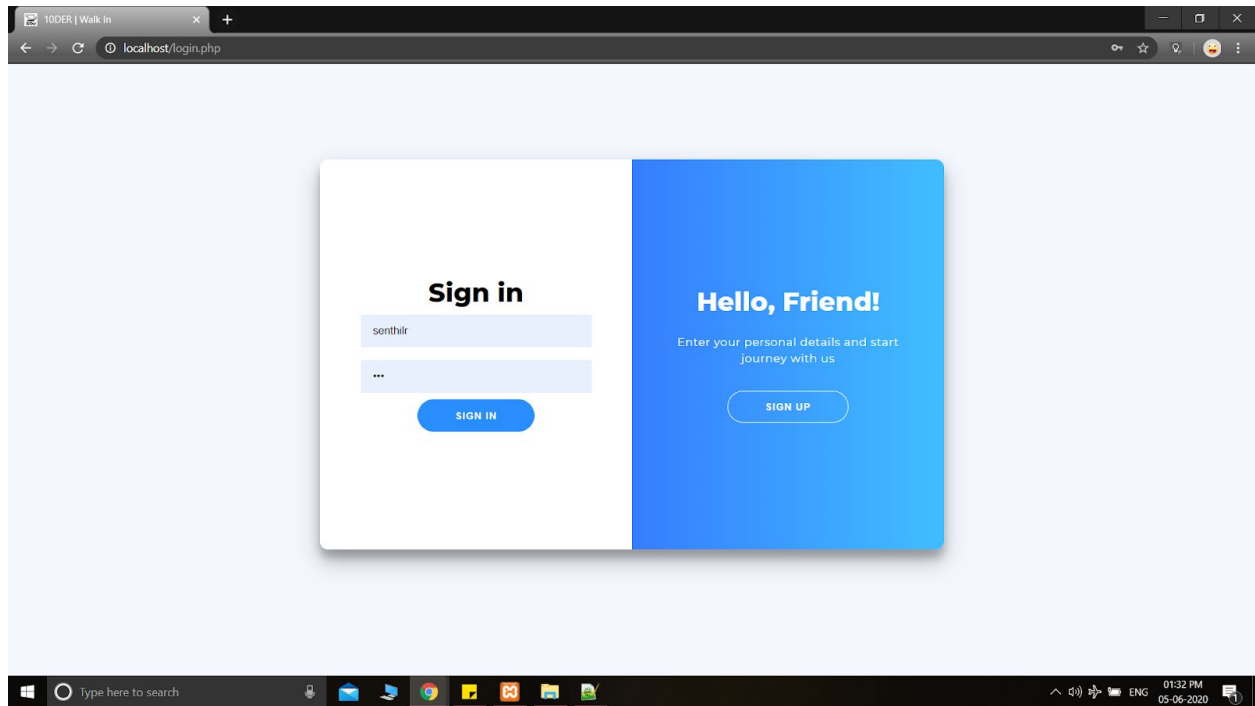 10DER | Walk In
localhost/login.php
Sign in
senthilr
•••
SIGN IN
Hello, Friend!
Enter your personal details and start
journey with us
SIGN UP
Type here to search
ENG
01:32 PM
05-06-2020
1